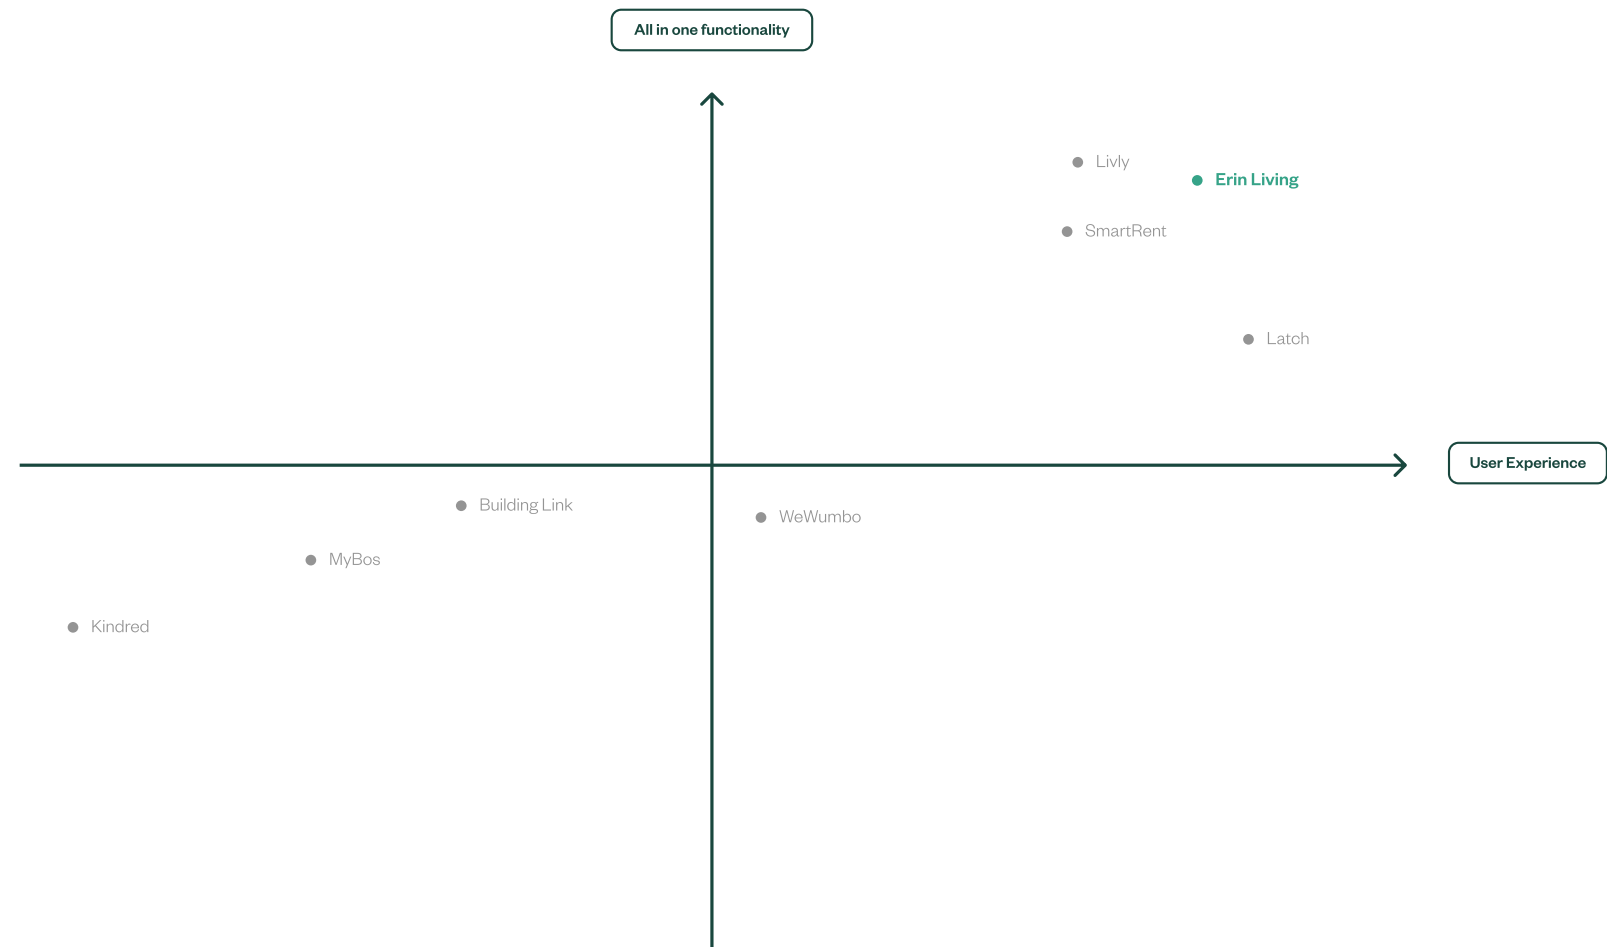 All in one functionality
Livly
Erin Living
SmartRent
Latch
User Experience
Building Link
WeWumbo
MyBos
Kindred